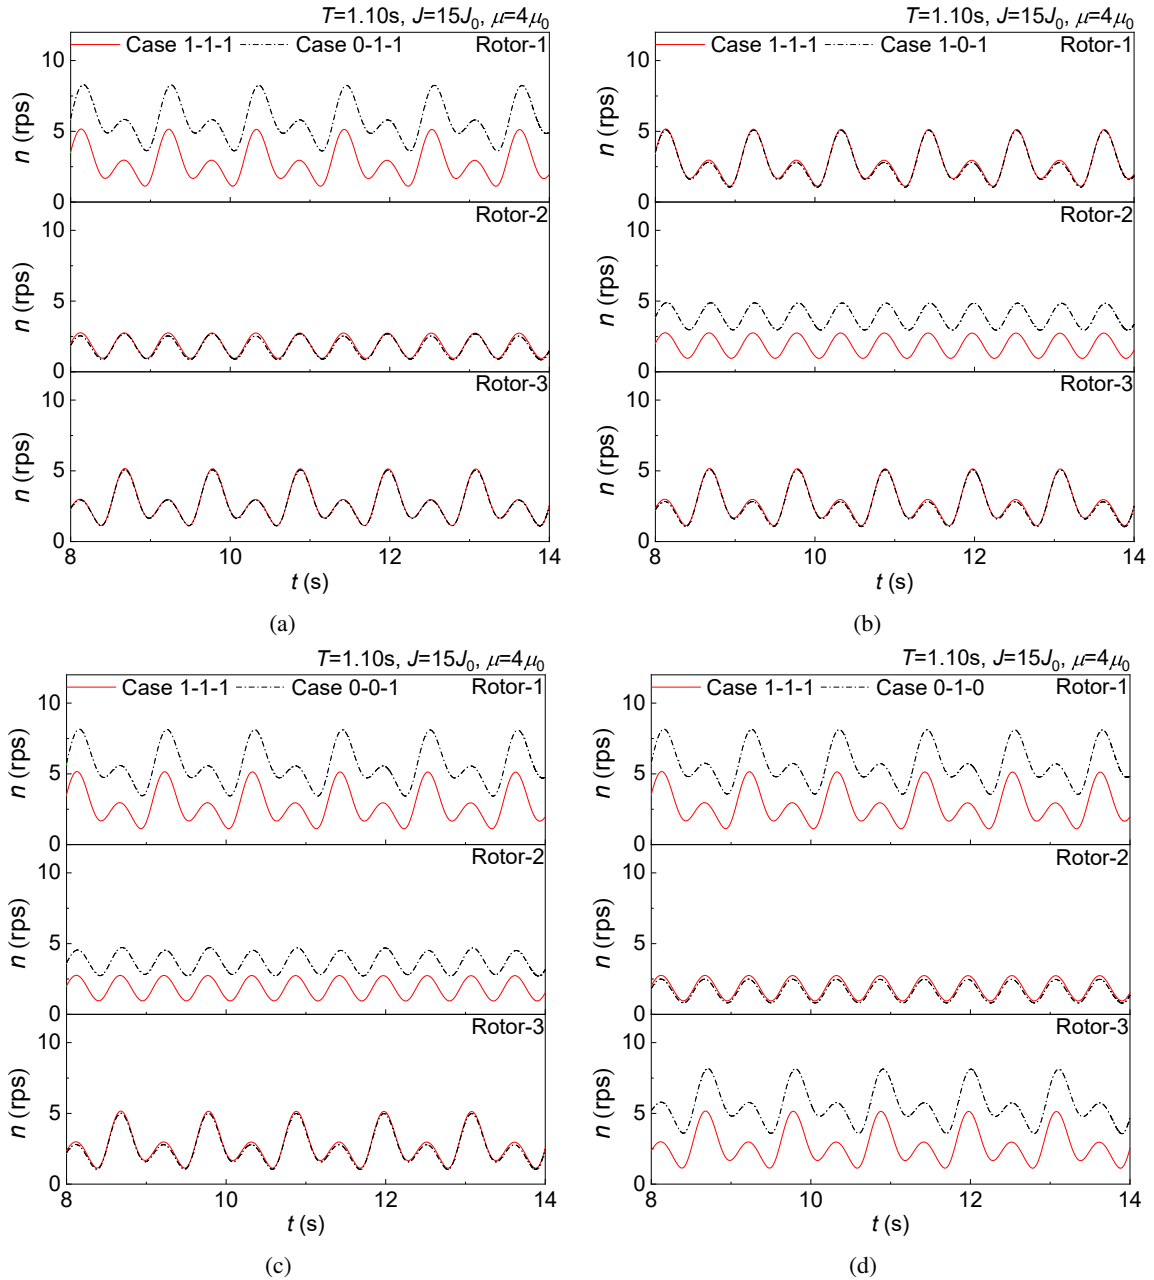 T=1.10s, J=15J₀, μ=4μ₀
Case 1-1-1 Case 0-1-1 Rotor-1
10
5
0
n (rps)
Rotor-2
10
5
0
n (rps)
Rotor-3
10
5
0
n (rps)
8 10 12 14
t (s)
(a)
T=1.10s, J=15J₀, μ=4μ₀
Case 1-1-1 Case 1-0-1 Rotor-1
10
5
0
n (rps)
Rotor-2
10
5
0
n (rps)
Rotor-3
10
5
0
n (rps)
8 10 12 14
t (s)
(b)
T=1.10s, J=15J₀, μ=4μ₀
Case 1-1-1 Case 0-0-1 Rotor-1
10
5
0
n (rps)
Rotor-2
10
5
0
n (rps)
Rotor-3
10
5
0
n (rps)
8 10 12 14
t (s)
(c)
T=1.10s, J=15J₀, μ=4μ₀
Case 1-1-1 Case 0-1-0 Rotor-1
10
5
0
n (rps)
Rotor-2
10
5
0
n (rps)
Rotor-3
10
5
0
n (rps)
8 10 12 14
t (s)
(d)